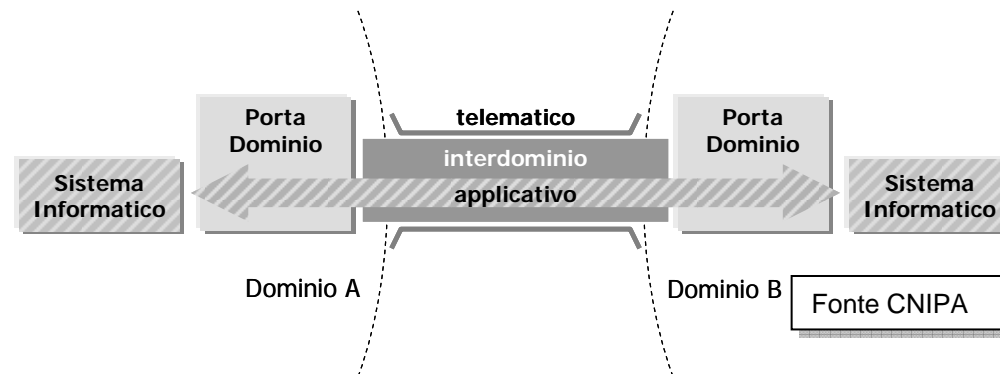 Porta
Dominio
telematico
Porta
Dominio
interdominio
Sistema
Informatico
applicativo
Sistema
Informatico
Dominio A
Dominio B
Fonte CNIPA